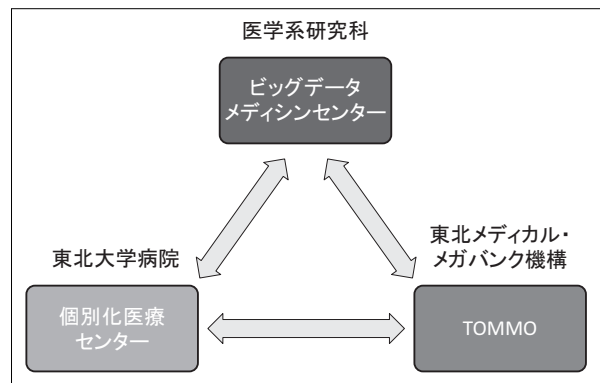 医学系研究科
ビッグデータ
メディシンセンター
東北大学病院
東北メディカル・
メガバンク機構
個別化医療
センター
TOMMO